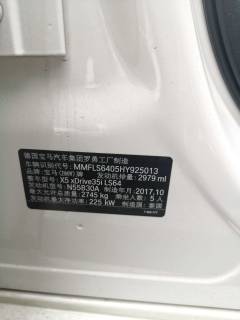 德国宝马汽车集团罗勇工厂制造
车辆识别代号: MMFLS6405HY925013
品牌: 宝马(BMW)牌 发动机排量: 2979 ml
型号: X5 xDrive35i LS64
发动机型号: N55B30A 制造年月: 2017.10
最大允许总质量: 2745 kg 乘坐人数: 5 人
发动机最大净功率: 225 kW